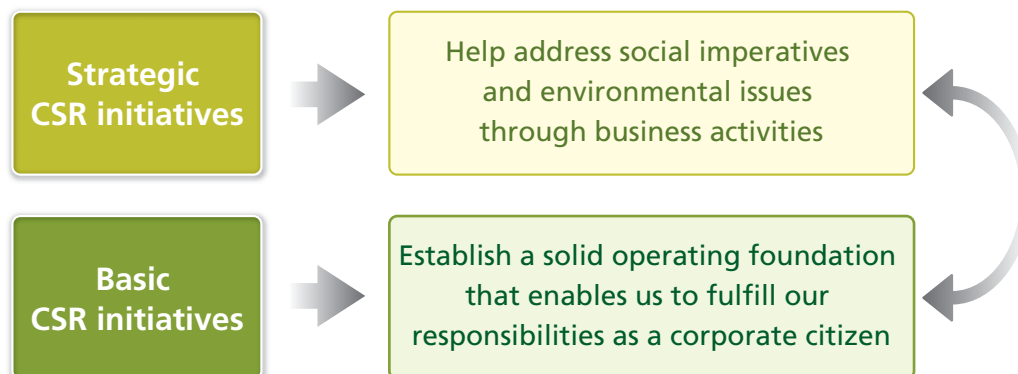 Strategic
CSR initiatives
Help address social imperatives
and environmental issues
through business activities
Basic
CSR initiatives
Establish a solid operating foundation
that enables us to fulfill our
responsibilities as a corporate citizen